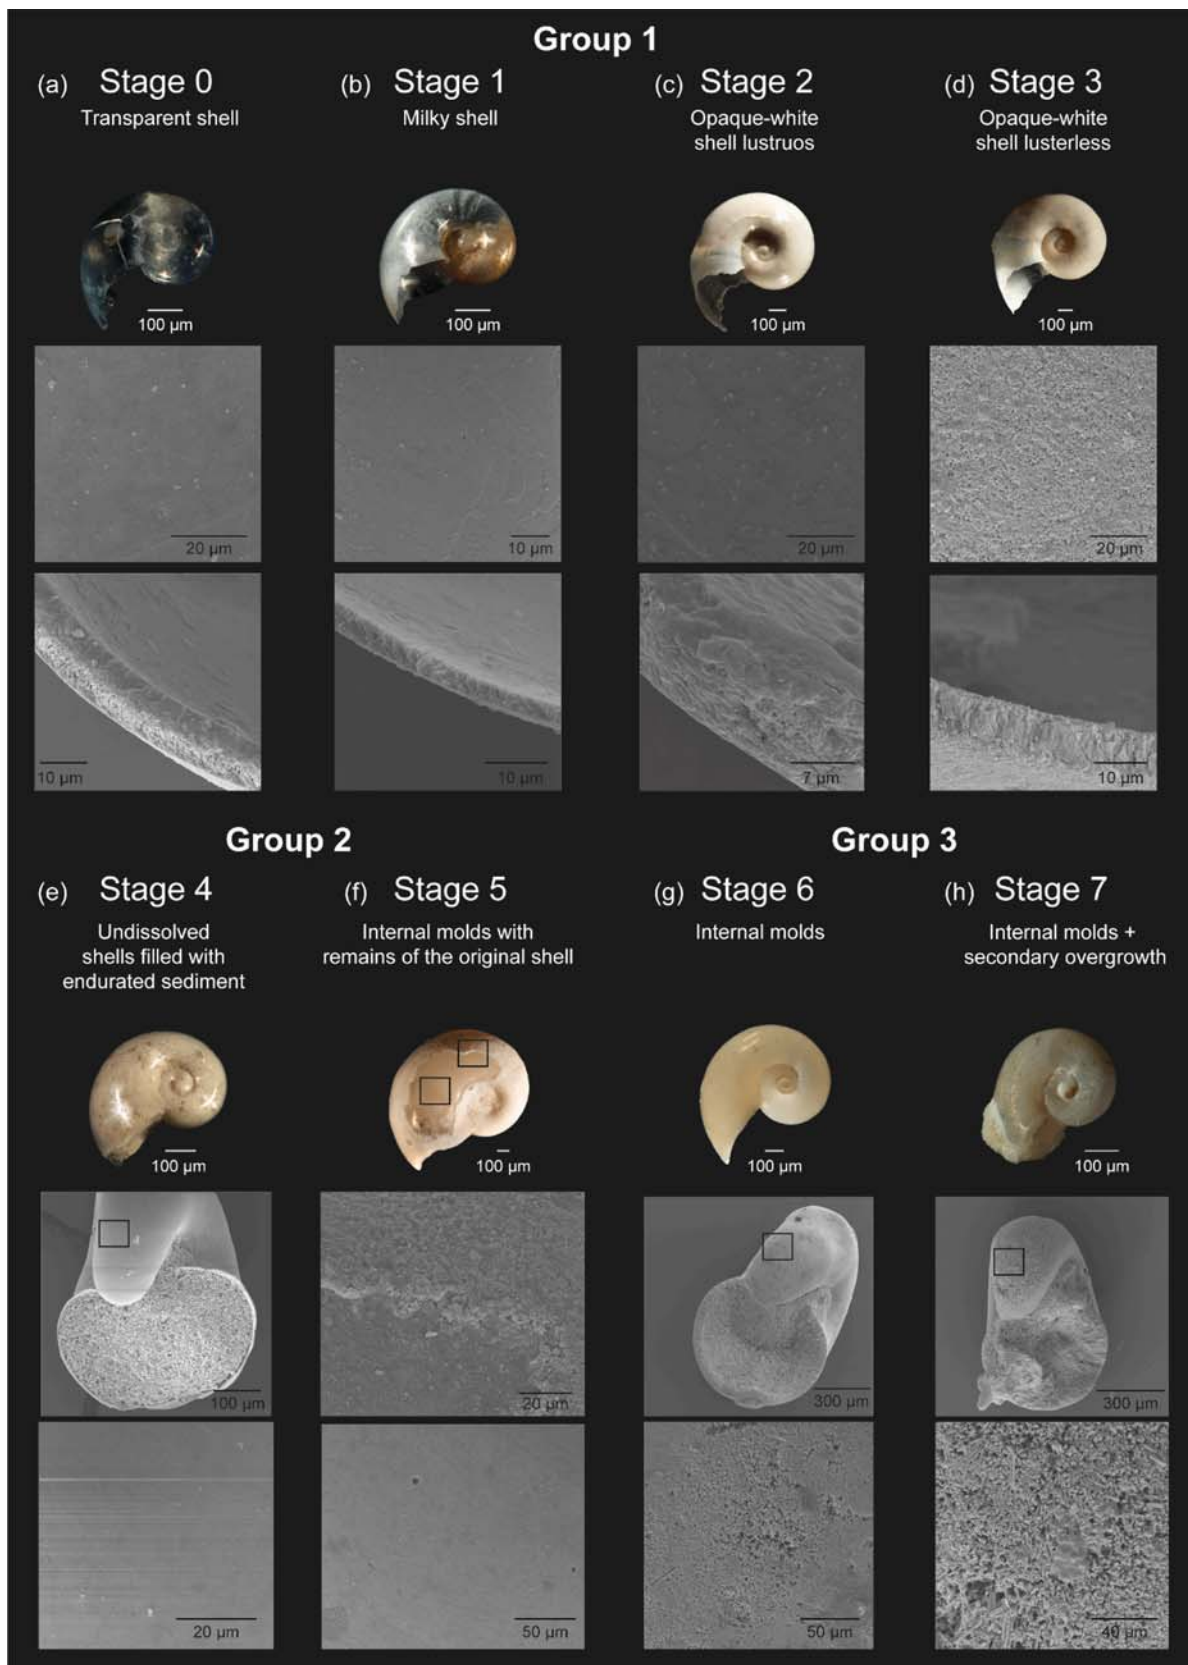 Group 1
(a) Stage 0
Transparent shell
(b) Stage 1
Milky shell
(c) Stage 2
Opaque-white
shell lustruos
(d) Stage 3
Opaque-white
shell lusterless
100 µm
100 µm
100 µm
100 µm
20 µm
10 µm
20 µm
20 µm
10 µm
10 µm
7 µm
10 µm
Group 2
Group 3
(e) Stage 4
Undissolved
shells filled with
endurated sediment
(f) Stage 5
Internal molds with
remains of the original shell
(g) Stage 6
Internal molds
(h) Stage 7
Internal molds +
secondary overgrowth
100 µm
100 µm
100 µm
100 µm
100 µm
20 µm
300 µm
300 µm
20 µm
50 µm
50 µm
40 µm